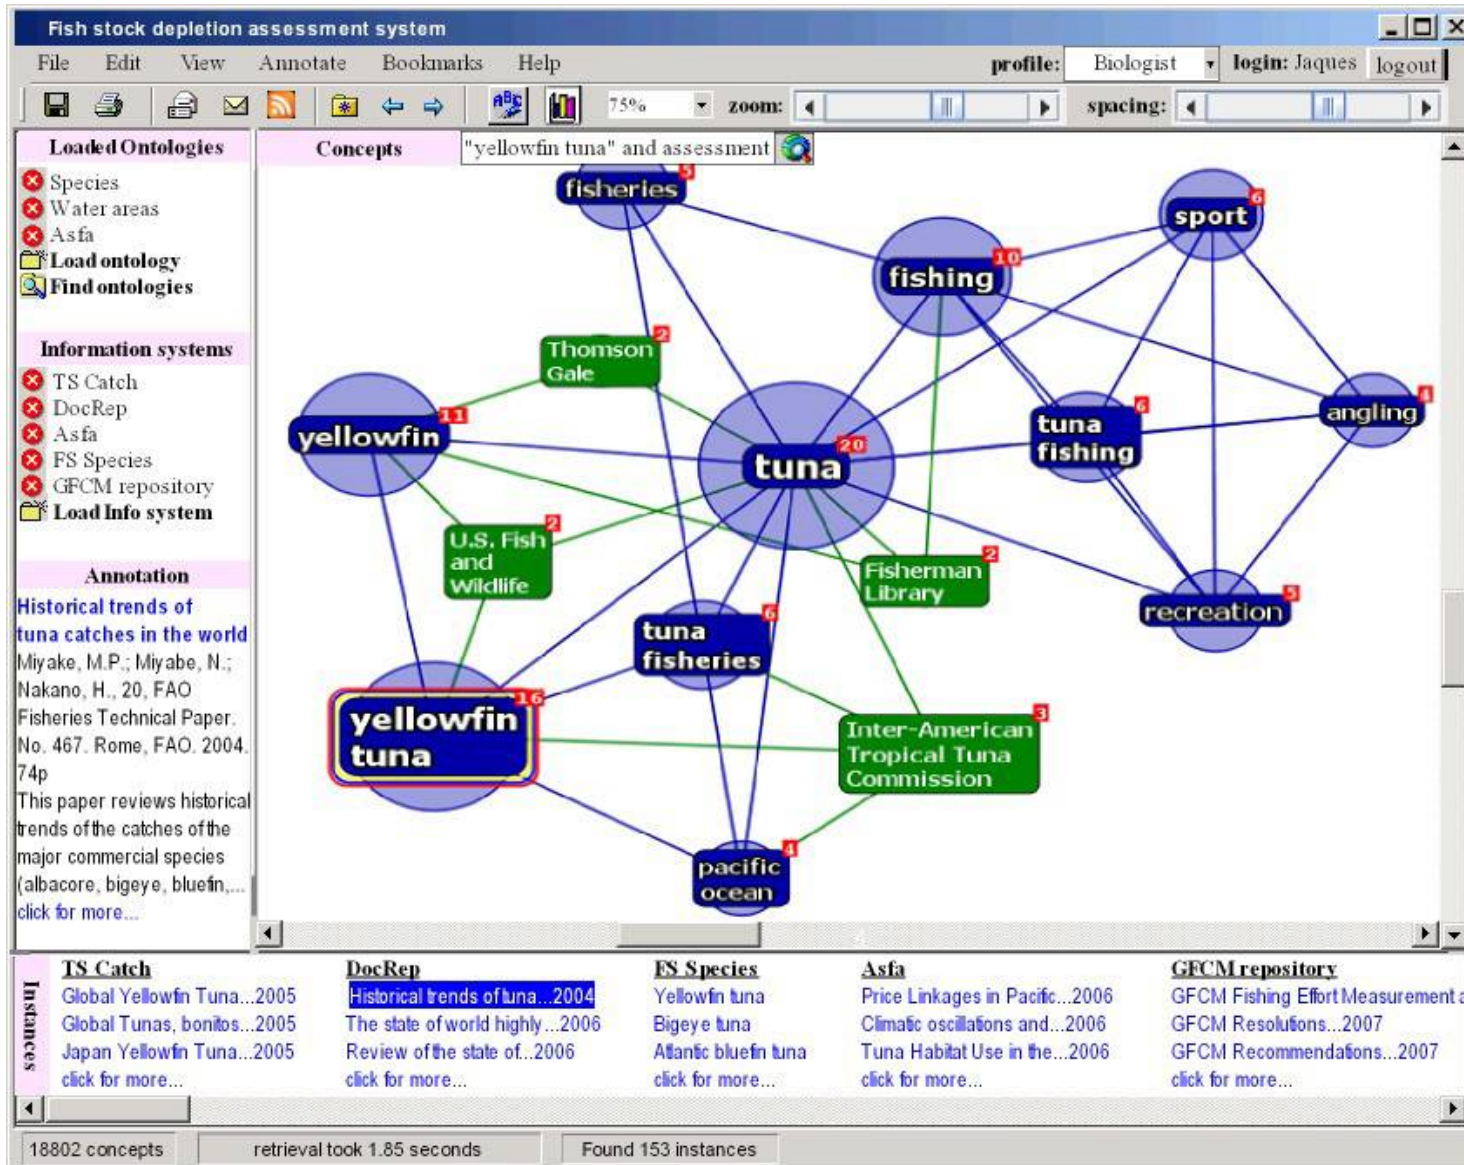 Fish stock depletion assessment system
File Edit View Annotate Bookmarks Help profile: Biologist login: Jaques logout
ABC 75% zoom: spacing:
Loaded Ontologies
Species
Water areas
Asfa
Load ontology
Find ontologies
Information systems
TS Catch
DocRep
Asfa
FS Species
GFCM repository
Load Info system
Annotation
Historical trends of
tuna catches in the world
Miyake, M.P.; Miyabe, N.;
Nakano, H., 20, FAO
Fisheries Technical Paper.
No. 467. Rome, FAO. 2004.
74p
This paper reviews historical
trends of the catches of the
major commercial species
(albacore, bigeye, bluefin,...
click for more...
Concepts
"yellowfin tuna" and assessment
fisheries 5
sport 6
fishing 10
Thomson 2
Gale
yellowfin 11
tuna 20
tuna 6
fishing
angling 4
U.S. Fish 2
and
Wildlife
Fisherman 2
Library
recreation 5
tuna 6
fisheries
yellowfin 16
tuna
Inter-American 3
Tropical Tuna
Commission
pacific 4
ocean
Instances
TS Catch
Global Yellowfin Tuna...2005
Global Tunas, bonitos...2005
Japan Yellowfin Tuna...2005
click for more...
DocRep
Historical trends of tuna...2004
The state of world highly...2006
Review of the state of...2006
click for more...
FS Species
Yellowfin tuna
Bigeye tuna
Atlantic bluefin tuna
click for more...
Asfa
Price Linkages in Pacific...2006
Climatic oscillations and...2006
Tuna Habitat Use in the...2006
click for more...
GFCM repository
GFCM Fishing Effort Measurement a
GFCM Resolutions...2007
GFCM Recommendations...2007
click for more...
18802 concepts retrieval took 1.85 seconds Found 153 instances